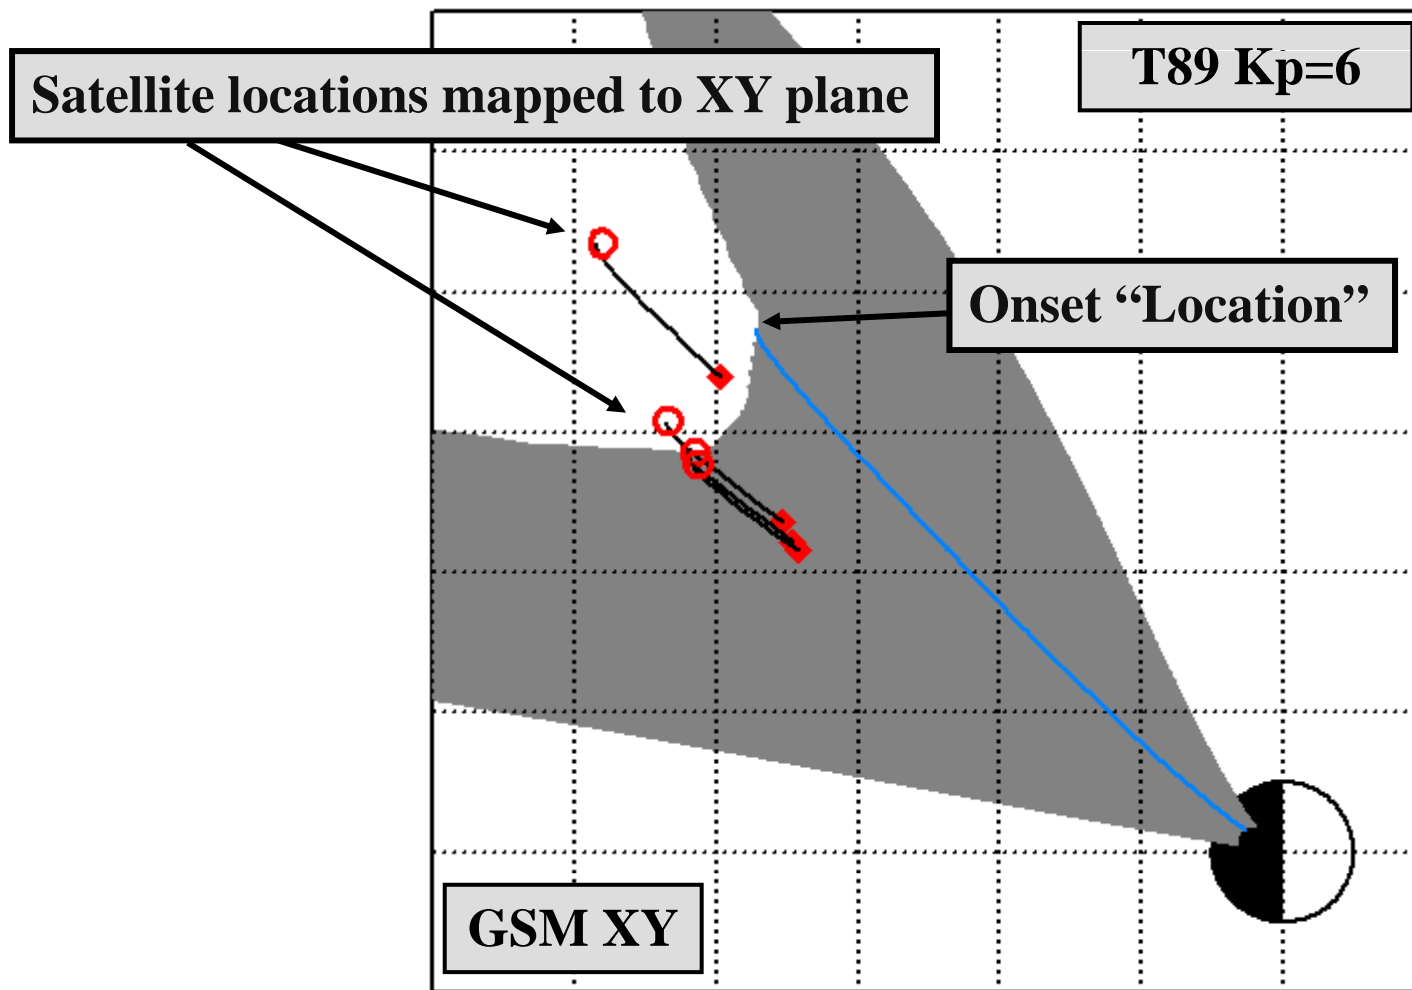 T89 Kp=6
Satellite locations mapped to XY plane
Onset “Location”
GSM XY